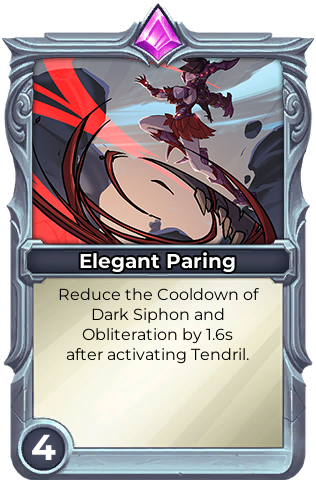 Elegant Paring
Reduce the Cooldown of
Dark Siphon and
Obliteration by 1.6s
after activating Tendril.
4